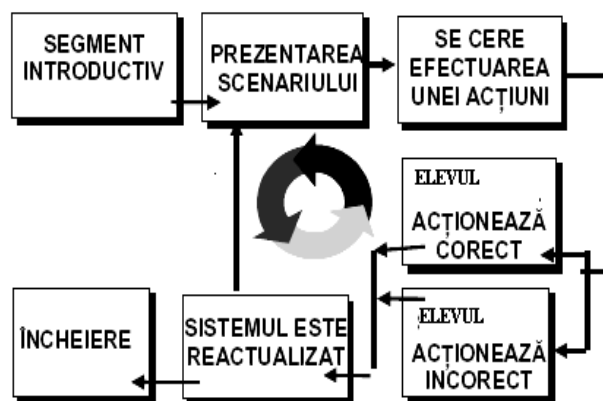 SEGMENT
INTRODUCTIV
PREZENTAREA
SCENARIULUI
SE CERE
EFECTUAREA
UNEI ACȚIUNI
ELEVUL
ACȚIONEAZĂ
CORECT
ELEVUL
ACȚIONEAZĂ
INCORECT
SISTEMUL ESTE
REACTUALIZAT
ÎNCHEIERE